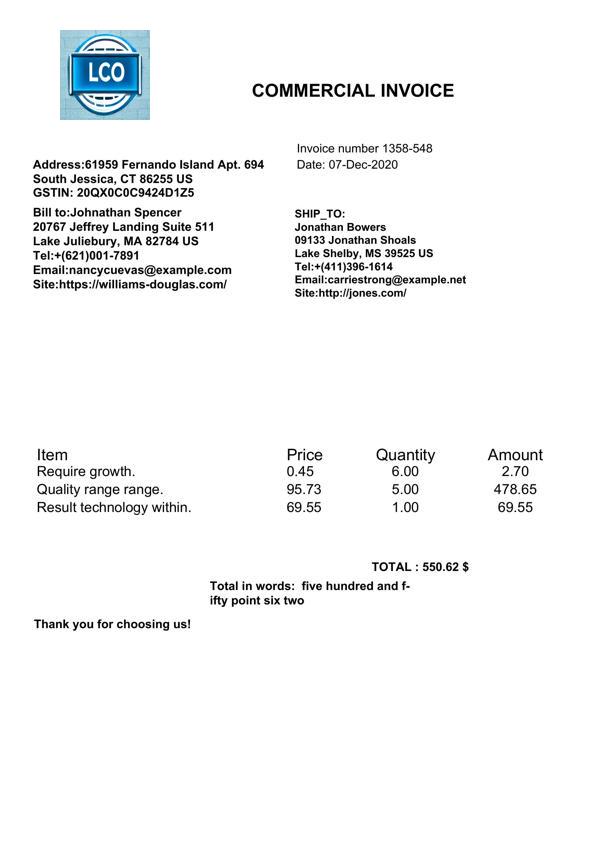 LCO
COMMERCIAL INVOICE
Invoice number 1358-548
Date: 07-Dec-2020
Address:61959 Fernando Island Apt. 694
South Jessica, CT 86255 US
GSTIN: 20QX0C0C9424D1Z5
Bill to:Johnathan Spencer
20767 Jeffrey Landing Suite 511
Lake Juliebury, MA 82784 US
Tel:+(621)001-7891
Email:nancycuevas@example.com
Site:https://williams-douglas.com/
SHIP_TO:
Jonathan Bowers
09133 Jonathan Shoals
Lake Shelby, MS 39525 US
Tel:+(411)396-1614
Email:carriestrong@example.net
Site:http://jones.com/
Item Price Quantity Amount
Require growth. 0.45 6.00 2.70
Quality range range. 95.73 5.00 478.65
Result technology within. 69.55 1.00 69.55
TOTAL : 550.62 $
Total in words:  five hundred and f-
ifty point six two
Thank you for choosing us!